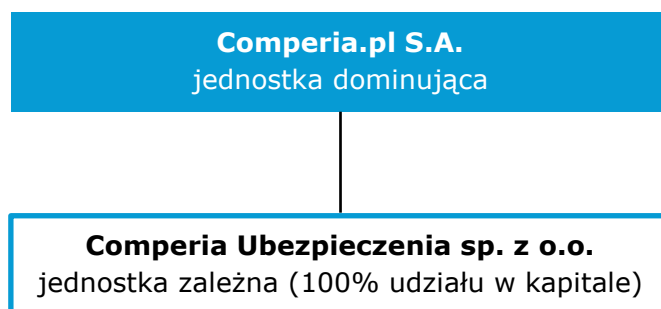 Comperia.pl S.A.
jednostka dominująca
Comperia Ubezpieczenia sp. z o.o.
jednostka zależna (100% udziału w kapitale)